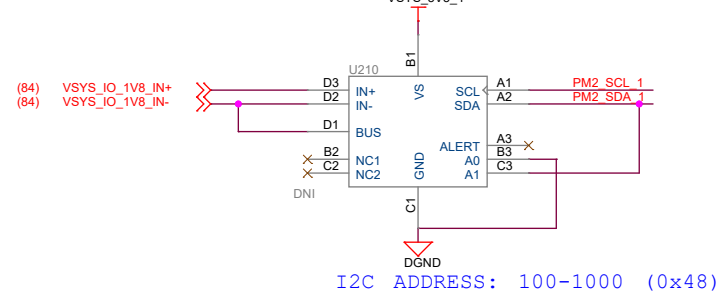 B1
U210
(84) VSYS_IO_1V8_IN+ D3 IN+ VS SCL A1 PM2_SCL_1
(84) VSYS_IO_1V8_IN- D2 IN- SDA A2 PM2_SDA_1
D1 BUS
ALERT A3
B2 NC1 GND A0 B3
C2 NC2 A1 C3
DNI
C1
DGND
I2C ADDRESS: 100-1000 (0x48)